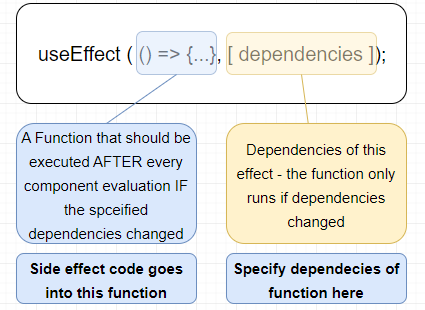 useEffect ( () => {...}, [ dependencies ]);
A Function that should be
executed AFTER every
component evaluation IF
the spceified
dependencies changed
Dependencies of this
effect - the function only
runs if dependencies
changed
Side effect code goes
into this function
Specify dependecies of
function here